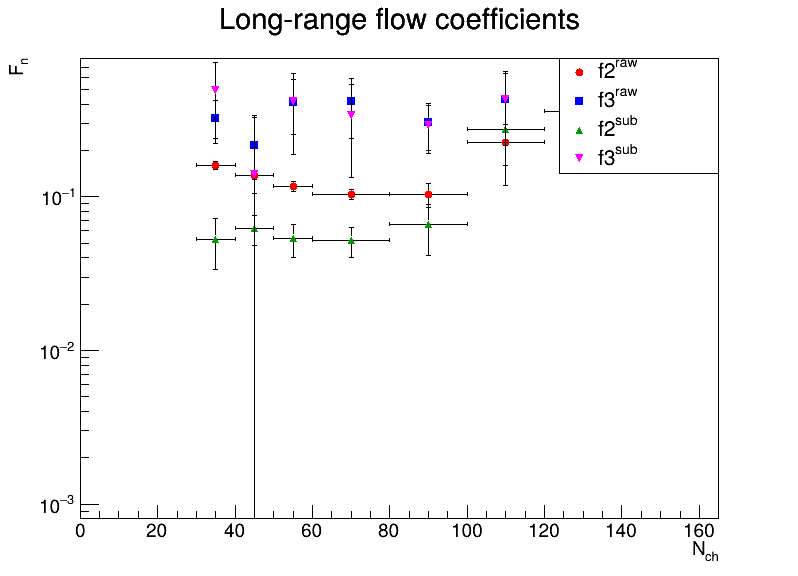 Long-range flow coefficients
F_n
f2^raw
f3^raw
f2^sub
f3^sub
10^−1
10^−2
10^−3
0 20 40 60 80 100 120 140 160
N_ch